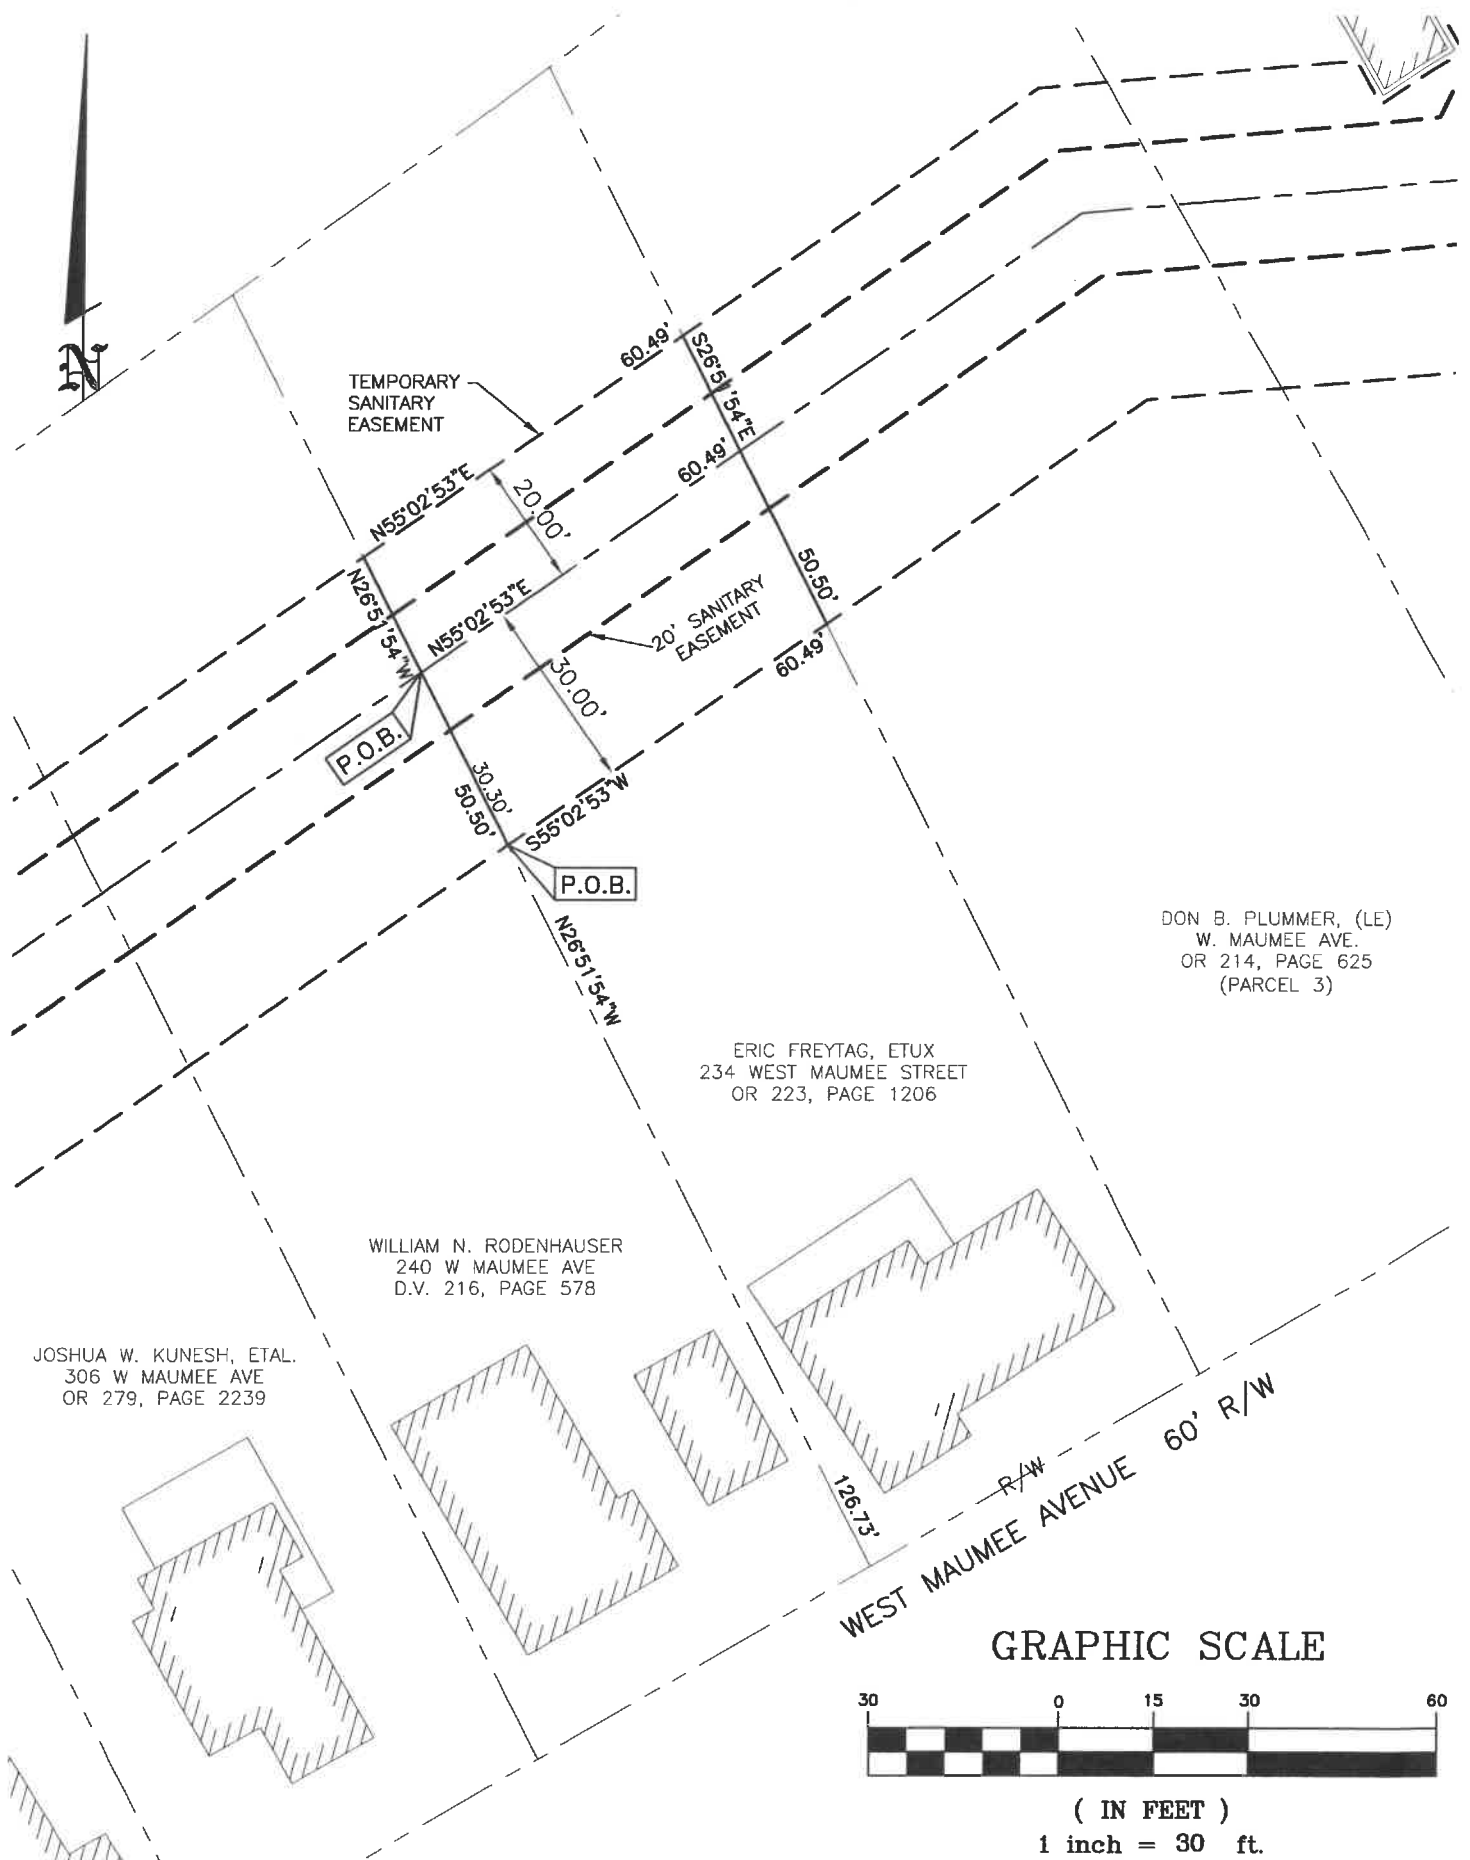 N
TEMPORARY
SANITARY
EASEMENT
60.49'
S26°51'54"E
N55°02'53"E
20.00'
60.49'
N26°51'54"W
N55°02'53"E
50.50'
20' SANITARY
EASEMENT
60.49'
30.00'
P.O.B.
30.30'
50.50'
S55°02'53"W
P.O.B.
N26°51'54"W
DON B. PLUMMER, (LE)
W. MAUMEE AVE.
OR 214, PAGE 625
(PARCEL 3)
ERIC FREYTAG, ETUX
234 WEST MAUMEE STREET
OR 223, PAGE 1206
WILLIAM N. RODENHAUSER
240 W MAUMEE AVE
D.V. 216, PAGE 578
JOSHUA W. KUNESH, ETAL.
306 W MAUMEE AVE
OR 279, PAGE 2239
126.73'
R/W
WEST MAUMEE AVENUE 60' R/W
GRAPHIC SCALE
30 0 15 30 60
( IN FEET )
1 inch = 30 ft.